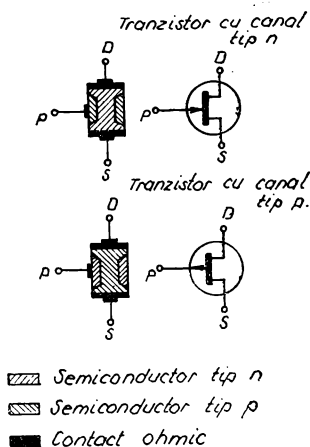 Tranzistor cu canal
tip n
D
D
P
P
S
S
Tranzistor cu canal
tip p.
D
D
P
P
S
S
Semiconductor tip n
Semiconductor tip p
Contact ohmic